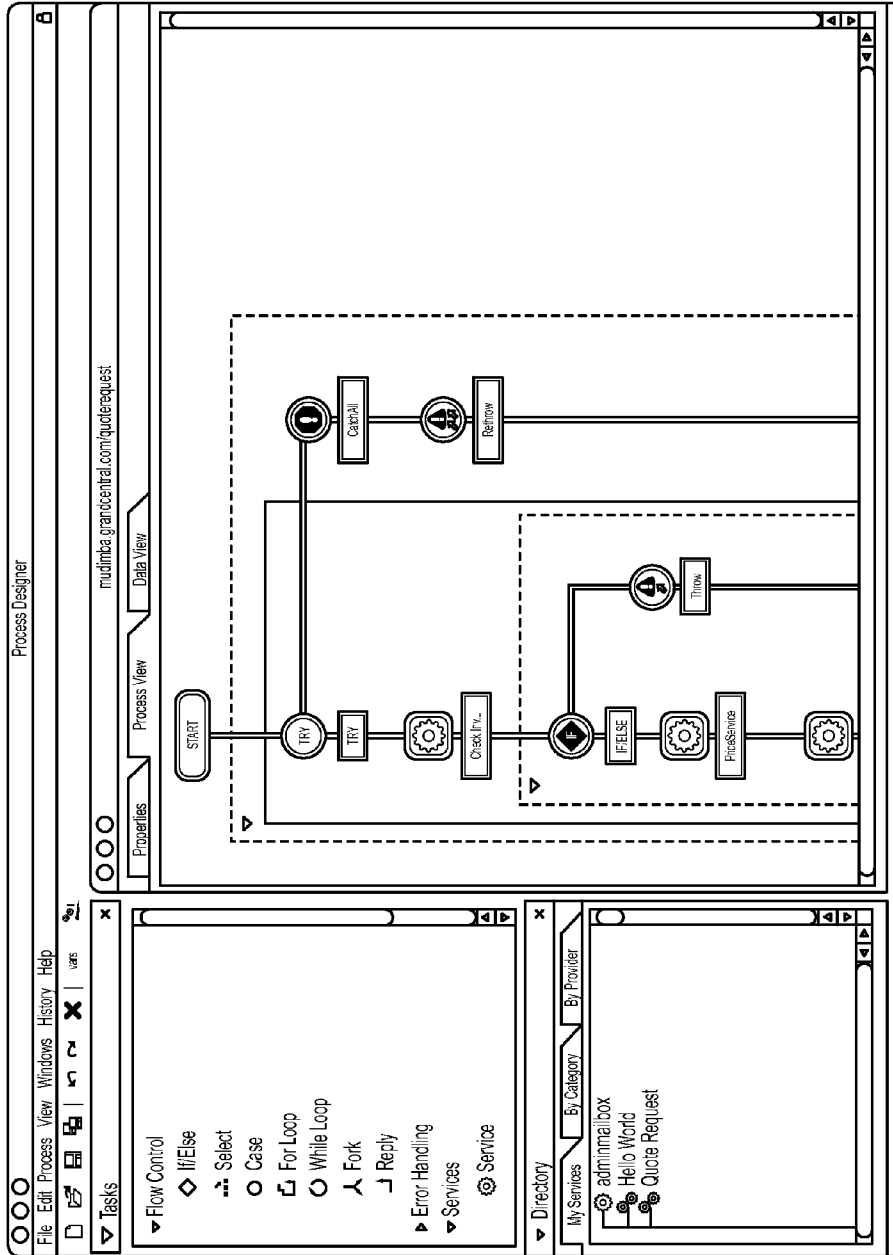 Process Designer
File Edit Process View Windows History Help
vars
Tasks
Flow Control
If/Else
Select
Case
For Loop
While Loop
Fork
Reply
Error Handling
Services
Service
Directory
My Services
By Category
By Provider
adminmailbox
Hello World
Quote Request
mudimba.grandcentral.com/quoterequest
Properties
Process View
Data View
START
TRY
TRY
CatchAll
Rethrow
Check Inv...
IF
IF/ELSE
Throw
PriceService